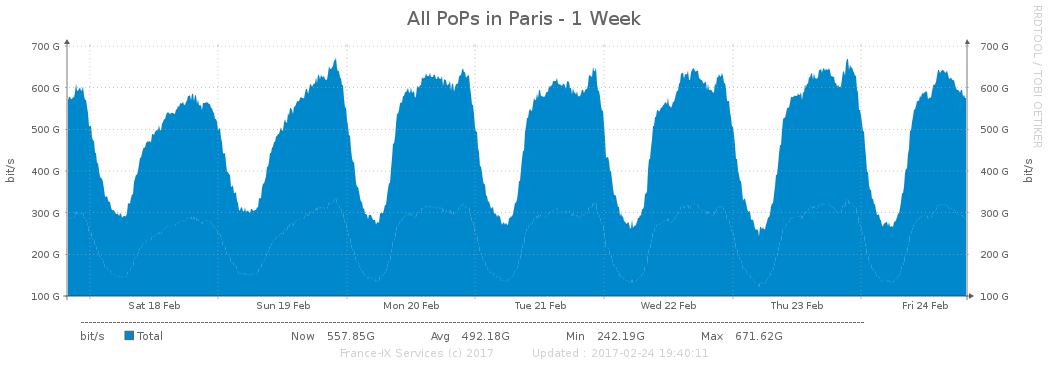 All PoPs in Paris - 1 Week
RRDTOOL / TOBI OETIKER
700 G 700 G
600 G 600 G
500 G 500 G
400 G 400 G
300 G 300 G
200 G 200 G
100 G 100 G
bit/s
bit/s
Sat 18 Feb Sun 19 Feb Mon 20 Feb Tue 21 Feb Wed 22 Feb Thu 23 Feb Fri 24 Feb
bit/s Total Now 557.85G Avg 492.18G Min 242.19G Max 671.62G
France-IX Services (c) 2017 Updated : 2017-02-24 19:40:11